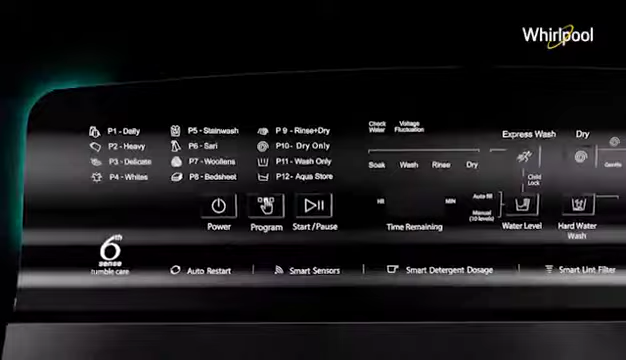 Whirlpool
P1 - Daily
P2 - Heavy
P3 - Delicate
P4 - Whites
P5 - Stainwash
P6 - Sari
P7 - Woollens
P8 - Bedsheet
P 9 - Rinse+Dry
P10 - Dry Only
P11 - Wash Only
P12 - Aqua Store
Check Water
Voltage Fluctuation
Soak Wash Rinse Dry
Express Wash
Dry
Gentle
Child Lock
HR
MIN
Auto fill
Manual (10 levels)
Power
Program
Start/Pause
Time Remaining
Water Level
Hard Water Wash
6th
sense
tumble care
Auto Restart
Smart Sensors
Smart Detergent Dosage
Smart Lint Filter